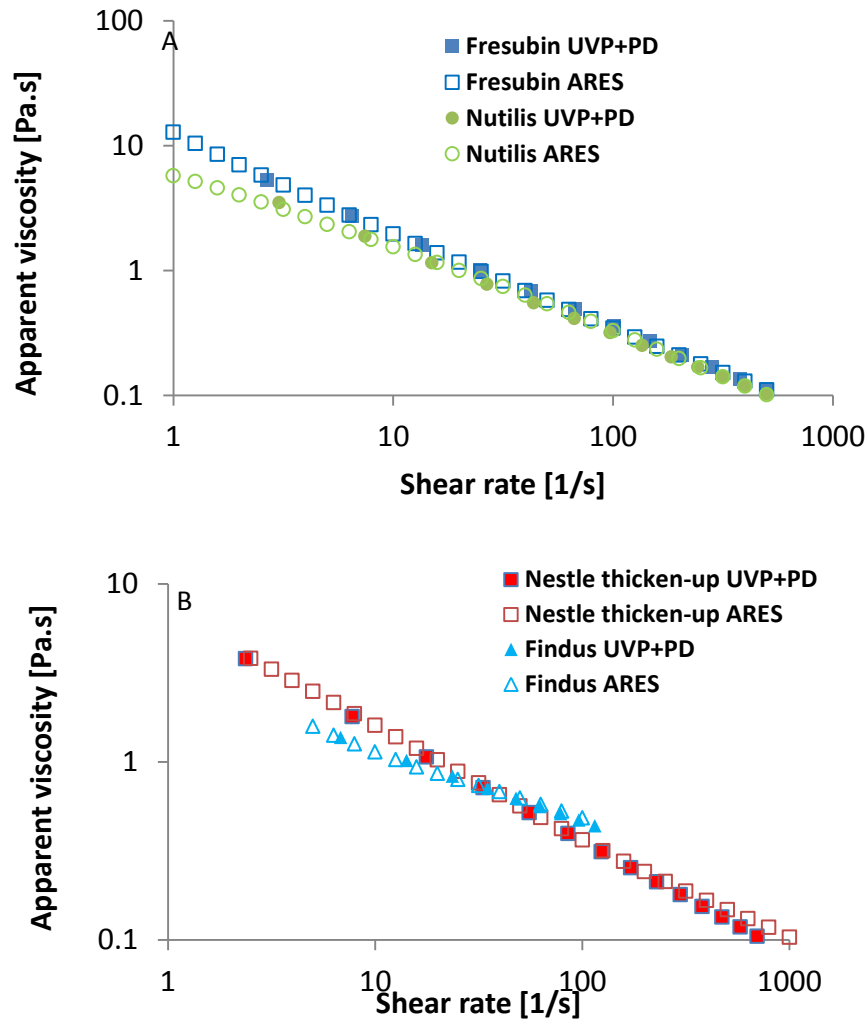 A
100
10
1
0.1
Apparent viscosity [Pa.s]
Fresubin UVP+PD
Fresubin ARES
Nutilis UVP+PD
Nutilis ARES
1 10 100 1000
Shear rate [1/s]
B
10
1
0.1
Apparent viscosity [Pa.s]
Nestle thicken-up UVP+PD
Nestle thicken-up ARES
Findus UVP+PD
Findus ARES
1 10 100 1000
Shear rate [1/s]